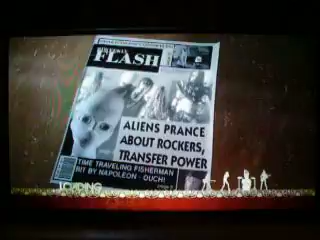 FLASH
ALIENS PRANCE
ABOUT ROCKERS,
TRANSFER POWER
TIME TRAVELING FISHERMAN
BIT BY NAPOLEON - OUCH!
LOADING